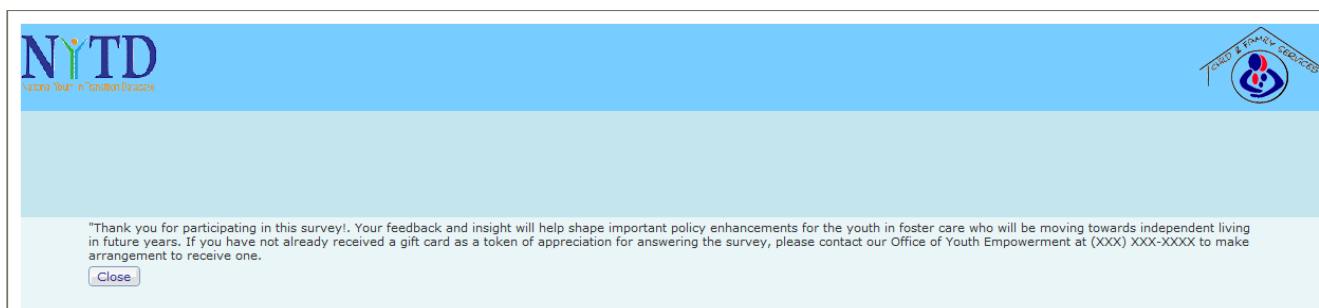 NYTD
National Youth in Transition Database
CHILD & FAMILY SERVICES
"Thank you for participating in this survey!. Your feedback and insight will help shape important policy enhancements for the youth in foster care who will be moving towards independent living
in future years. If you have not already received a gift card as a token of appreciation for answering the survey, please contact our Office of Youth Empowerment at (XXX) XXX-XXXX to make
arrangement to receive one.
Close